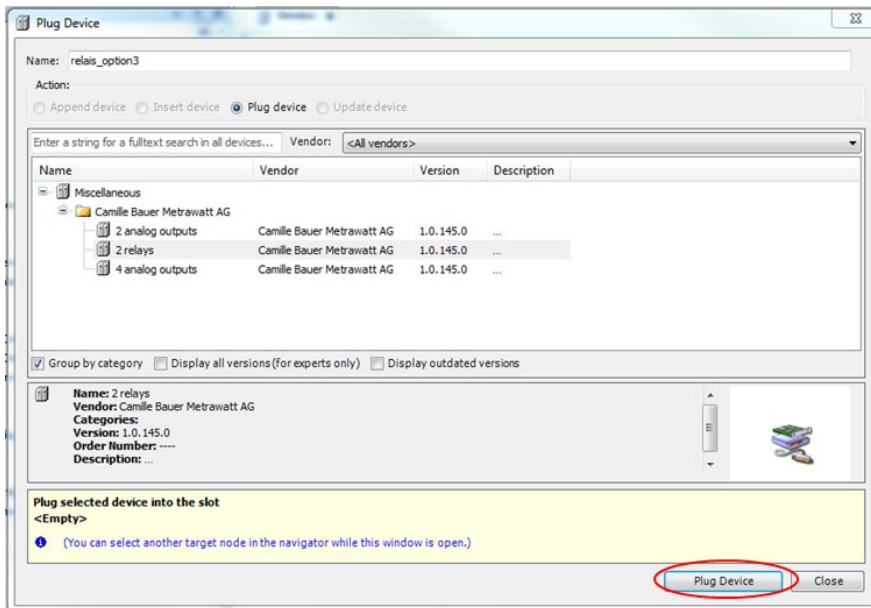 Plug Device
Name: relais_option3
Action:
Append device Insert device Plug device Update device
Enter a string for a fulltext search in all devices... Vendor: <All vendors>
Name Vendor Version Description
Miscellaneous
Camille Bauer Metrawatt AG
2 analog outputs Camille Bauer Metrawatt AG 1.0.145.0 ...
2 relays Camille Bauer Metrawatt AG 1.0.145.0 ...
4 analog outputs Camille Bauer Metrawatt AG 1.0.145.0 ...
Group by category Display all versions (for experts only) Display outdated versions
Name: 2 relays
Vendor: Camille Bauer Metrawatt AG
Categories:
Version: 1.0.145.0
Order Number: ----
Description: ...
Plug selected device into the slot
<Empty>
(You can select another target node in the navigator while this window is open.)
Plug Device Close